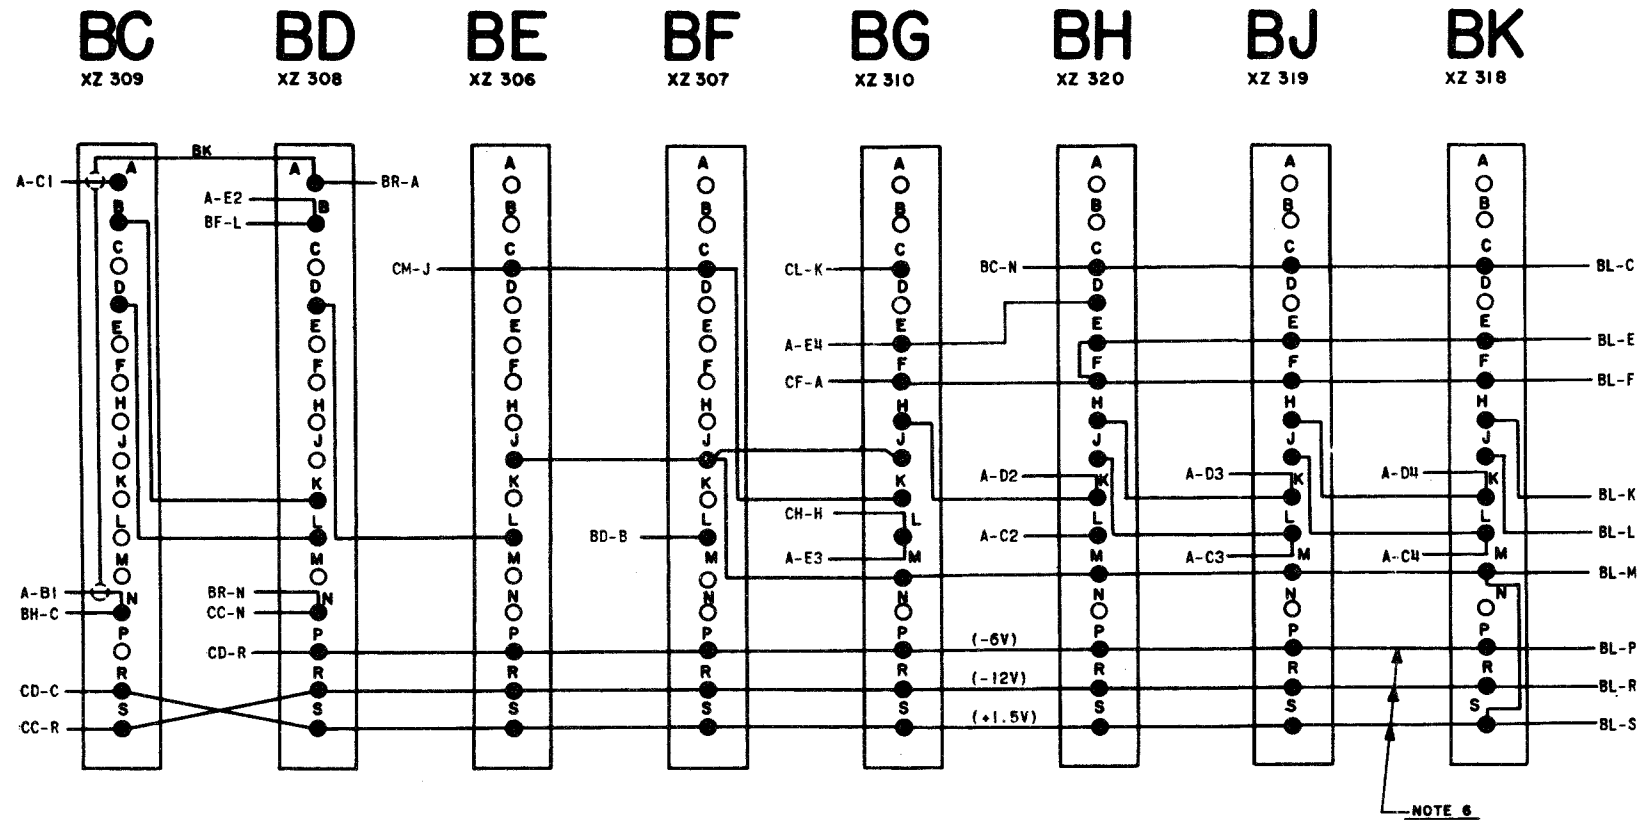 BC BD BE BF BG BH BJ BK
XZ 309 XZ 308 XZ 306 XZ 307 XZ 310 XZ 320 XZ 319 XZ 318
BK
A A A A A A A A
A-C1 BR-A
A-E2
B B B B B B B B
BF-L
C C C C C C C C
CM-J CL-K BC-N BL-C
D D D D D D D D
E E E E E E E E
A-E4 BL-E
F F F F F F F F
CF-A BL-F
H H H H H H H H
J J J J J J J J
A-D2 A-D3 A-D4
K K K K K K K K
BL-K
CH-H
L L L L L L L L
BD-B A-C2 BL-L
A-E3 A-C3 A-C4
M M M M M M M M
BL-M
A-B1 BR-N
N N N N N N N N
BH-C CC-N
P P P P P P P P
CD-R (-6V) BL-P
R R R R R R R R
CD-C (-12V) BL-R
S S S S S S S S
CC-R (+1.5V) BL-S
NOTE 6